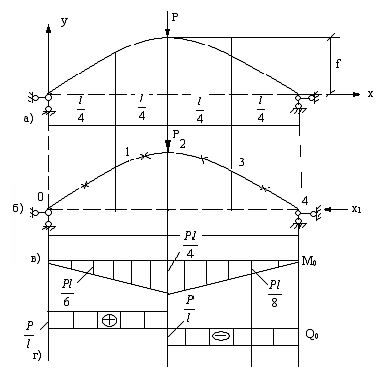 y
P
f
x
l/4 l/4 l/4 l/4
а)
P
1 2 3
0 4
б) x₁
в) Pl/4 M₀
Pl/6 Pl/8
P/l P/l Q₀
г)